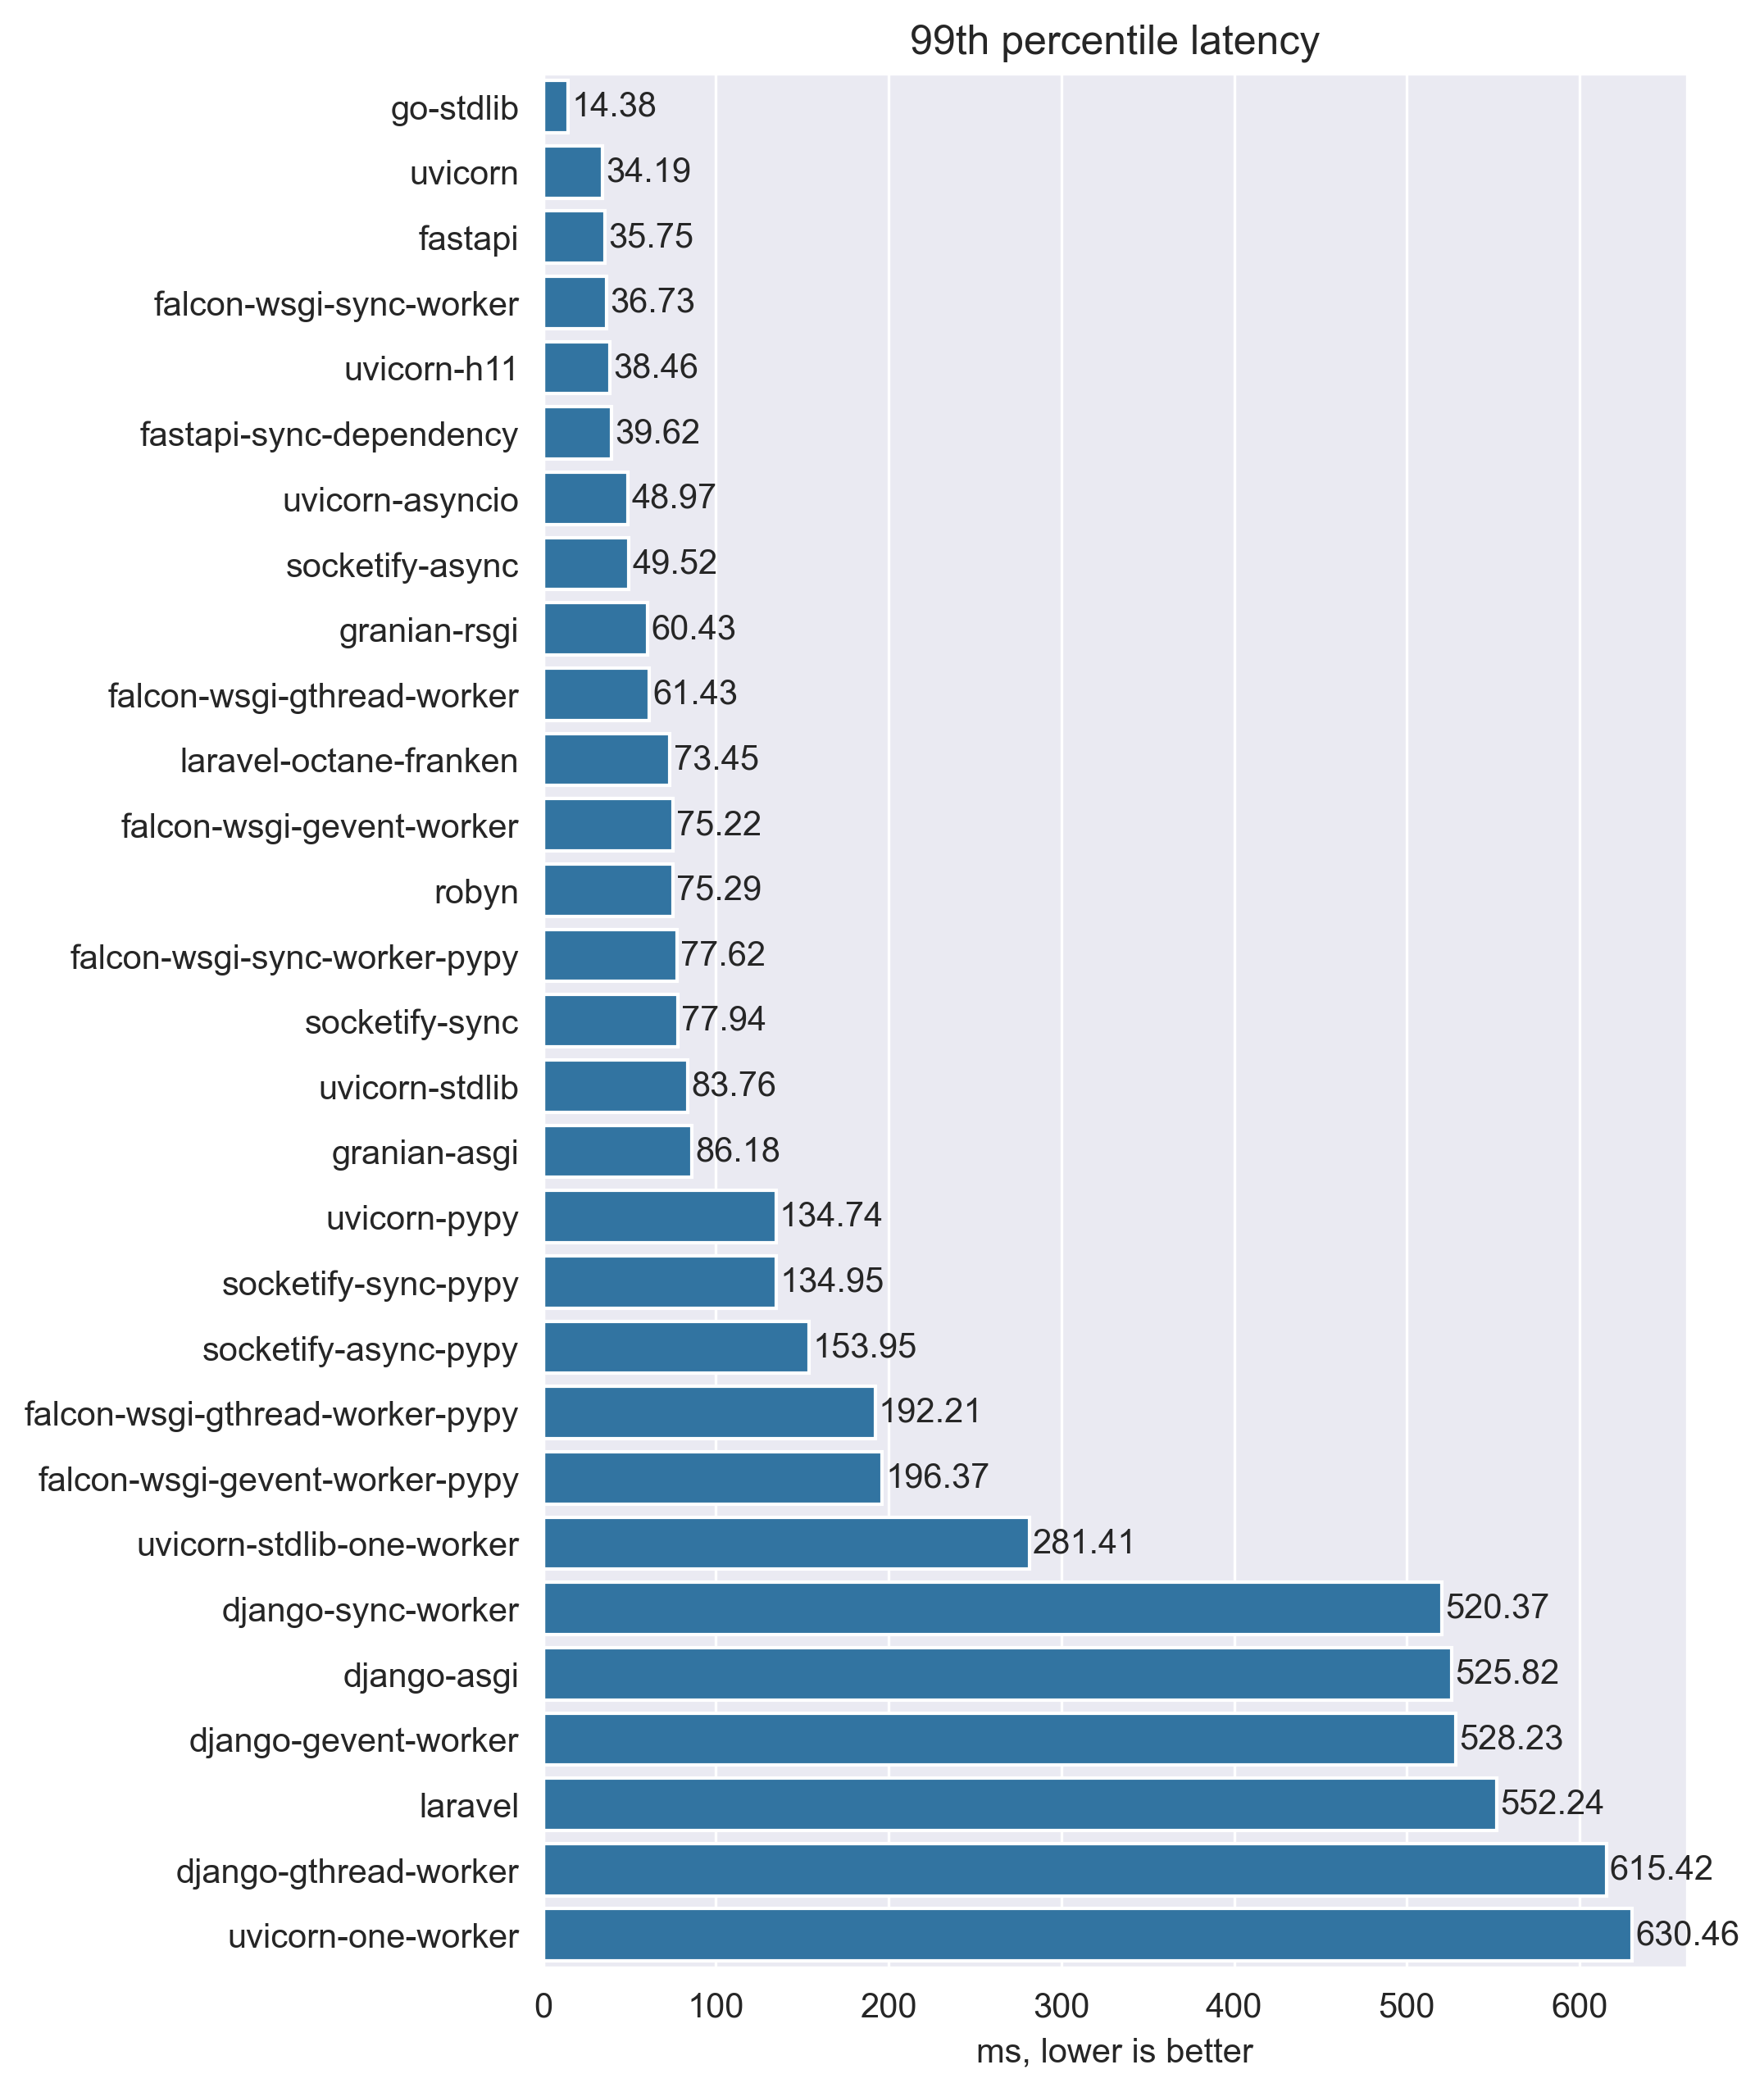 99th percentile latency
go-stdlib 14.38
uvicorn 34.19
fastapi 35.75
falcon-wsgi-sync-worker 36.73
uvicorn-h11 38.46
fastapi-sync-dependency 39.62
uvicorn-asyncio 48.97
socketify-async 49.52
granian-rsgi 60.43
falcon-wsgi-gthread-worker 61.43
laravel-octane-franken 73.45
falcon-wsgi-gevent-worker 75.22
robyn 75.29
falcon-wsgi-sync-worker-pypy 77.62
socketify-sync 77.94
uvicorn-stdlib 83.76
granian-asgi 86.18
uvicorn-pypy 134.74
socketify-sync-pypy 134.95
socketify-async-pypy 153.95
falcon-wsgi-gthread-worker-pypy 192.21
falcon-wsgi-gevent-worker-pypy 196.37
uvicorn-stdlib-one-worker 281.41
django-sync-worker 520.37
django-asgi 525.82
django-gevent-worker 528.23
laravel 552.24
django-gthread-worker 615.42
uvicorn-one-worker 630.46
0 100 200 300 400 500 600
ms, lower is better